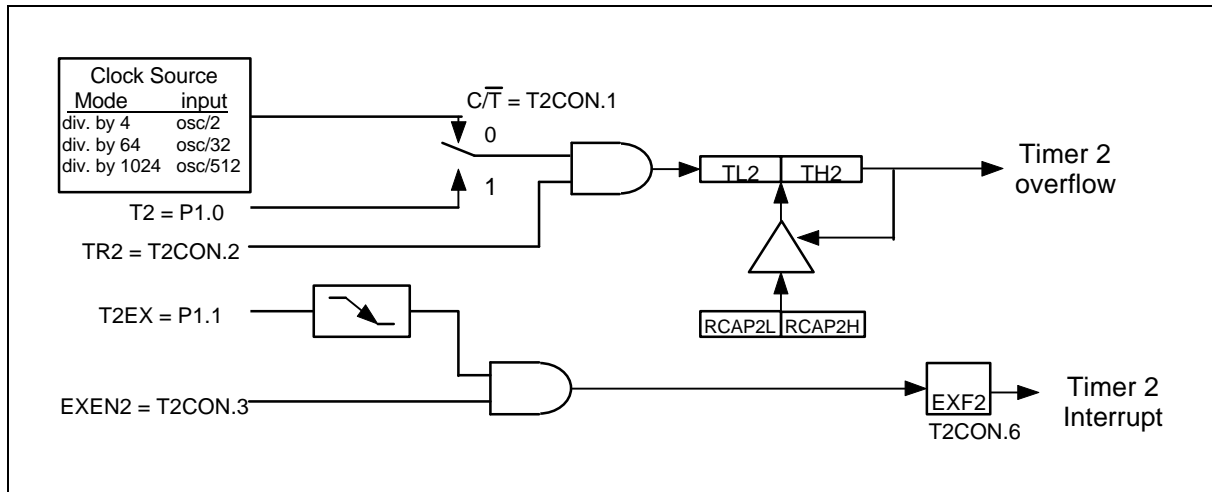 Clock Source
Mode input
div. by 4 osc/2
div. by 64 osc/32
div. by 1024 osc/512
C/T̅ = T2CON.1
0
1
T2 = P1.0
TR2 = T2CON.2
TL2 TH2
Timer 2
overflow
T2EX = P1.1
RCAP2L RCAP2H
EXEN2 = T2CON.3
EXF2
T2CON.6
Timer 2
Interrupt